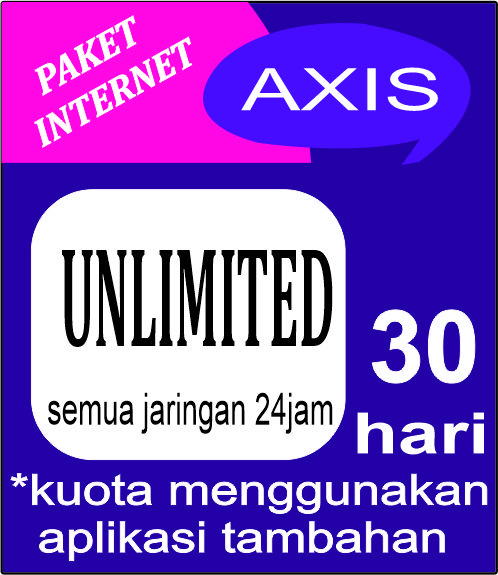 PAKET
INTERNET
AXIS
UNLIMITED
semua jaringan 24jam
30
hari
*kuota menggunakan
aplikasi tambahan